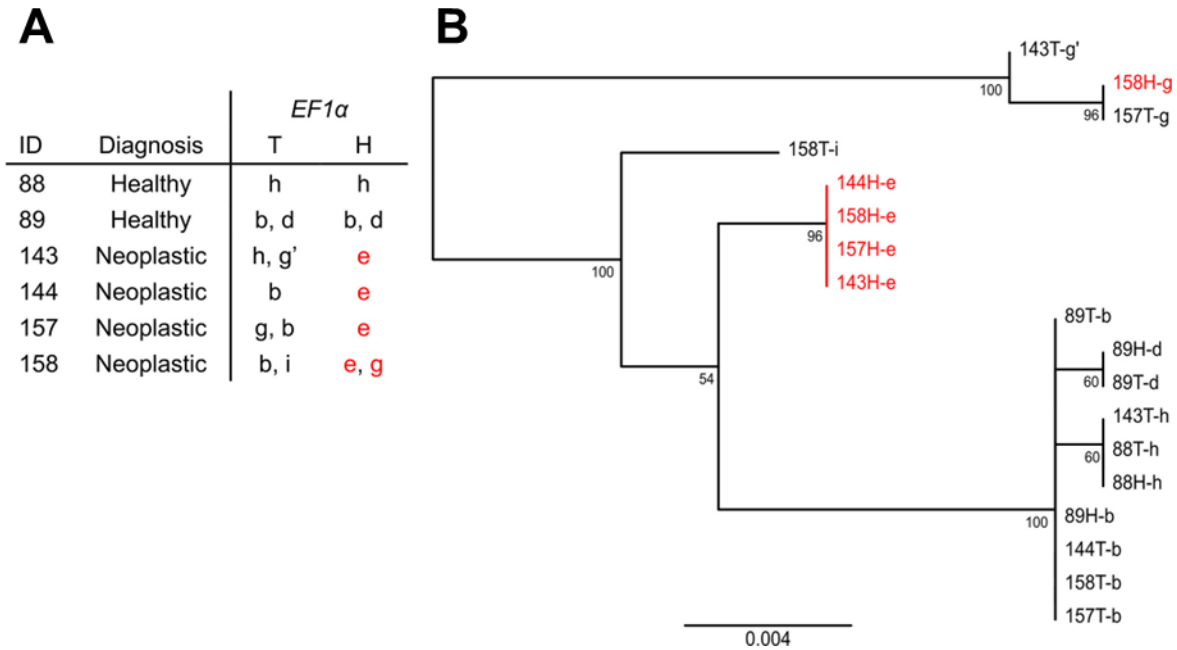 A
EF1α
ID Diagnosis T H
88 Healthy h h
89 Healthy b, d b, d
143 Neoplastic h, g’ e
144 Neoplastic b e
157 Neoplastic g, b e
158 Neoplastic b, i e, g
B
143T-g'
100
158H-g
96
157T-g
158T-i
144H-e
158H-e
96
157H-e
143H-e
100
89T-b
89H-d
54
60
89T-d
143T-h
88T-h
60
88H-h
89H-b
100
144T-b
158T-b
157T-b
0.004